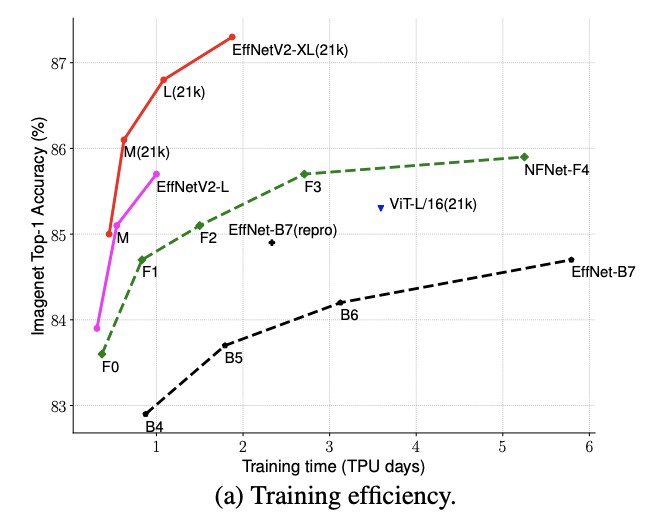 87
EffNetV2-XL(21k)
L(21k)
86
M(21k)
EffNetV2-L
F3
NFNet-F4
ViT-L/16(21k)
85
M
F2
EffNet-B7(repro)
F1
EffNet-B7
84
B6
F0
B5
83
B4
Imagenet Top-1 Accuracy (%)
1 2 3 4 5 6
Training time (TPU days)
(a) Training efficiency.